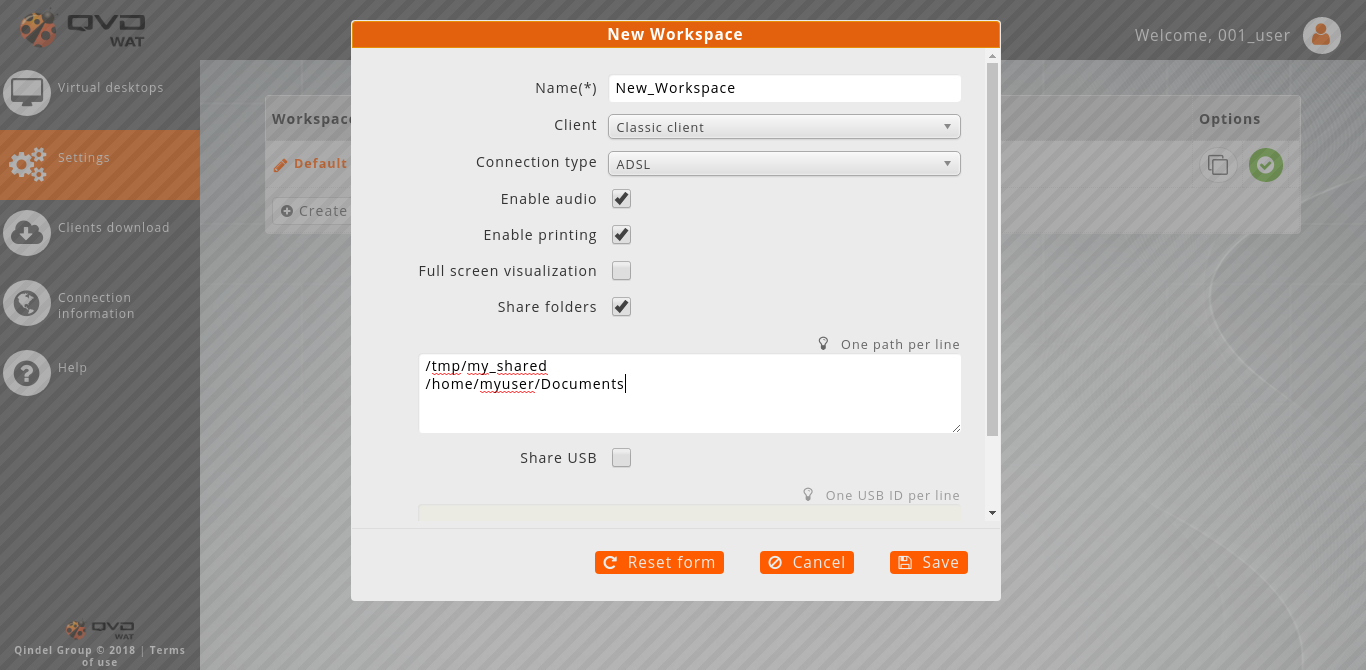 QVD
WAT
Welcome, 001_user
Virtual desktops
Settings
Clients download
Connection
information
Help
Workspace
Options
Default
Create
New Workspace
Name(*)
New_Workspace
Client
Classic client
Connection type
ADSL
Enable audio
Enable printing
Full screen visualization
Share folders
One path per line
/tmp/my_shared
/home/myuser/Documents
Share USB
One USB ID per line
Reset form
Cancel
Save
QVD
WAT
Qindel Group © 2018 | Terms
of use